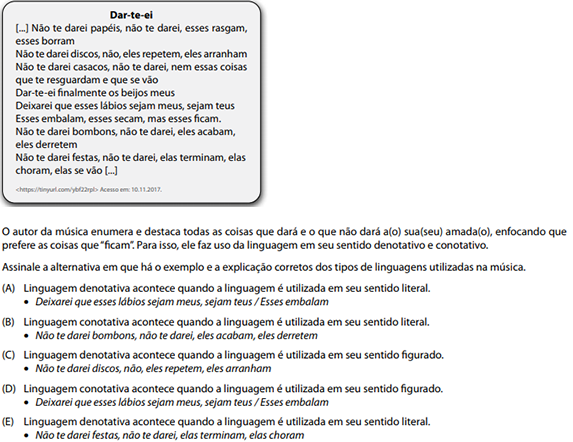 Dar-te-ei
[...] Não te darei papéis, não te darei, esses rasgam,
esses borram
Não te darei discos, não, eles repetem, eles arranham
Não te darei casacos, não te darei, nem essas coisas
que te resguardam e que se vão
Dar-te-ei finalmente os beijos meus
Deixarei que esses lábios sejam meus, sejam teus
Esses embalam, esses secam, mas esses ficam.
Não te darei bombons, não te darei, eles acabam,
eles derretem
Não te darei festas, não te darei, elas terminam, elas
choram, elas se vão [...]
<https://tinyurl.com/ybf22rpl> Acesso em: 10.11.2017.
O autor da música enumera e destaca todas as coisas que dará e o que não dará a(o) sua(seu) amada(o), enfocando que
prefere as coisas que “ficam”. Para isso, ele faz uso da linguagem em seu sentido denotativo e conotativo.
Assinale a alternativa em que há o exemplo e a explicação corretos dos tipos de linguagens utilizadas na música.
(A) Linguagem denotativa acontece quando a linguagem é utilizada em seu sentido literal.
• Deixarei que esses lábios sejam meus, sejam teus / Esses embalam
(B) Linguagem conotativa acontece quando a linguagem é utilizada em seu sentido literal.
• Não te darei bombons, não te darei, eles acabam, eles derretem
(C) Linguagem denotativa acontece quando a linguagem é utilizada em seu sentido figurado.
• Não te darei discos, não, eles repetem, eles arranham
(D) Linguagem conotativa acontece quando a linguagem é utilizada em seu sentido figurado.
• Deixarei que esses lábios sejam meus, sejam teus / Esses embalam
(E) Linguagem denotativa acontece quando a linguagem é utilizada em seu sentido literal.
• Não te darei festas, não te darei, elas terminam, elas choram